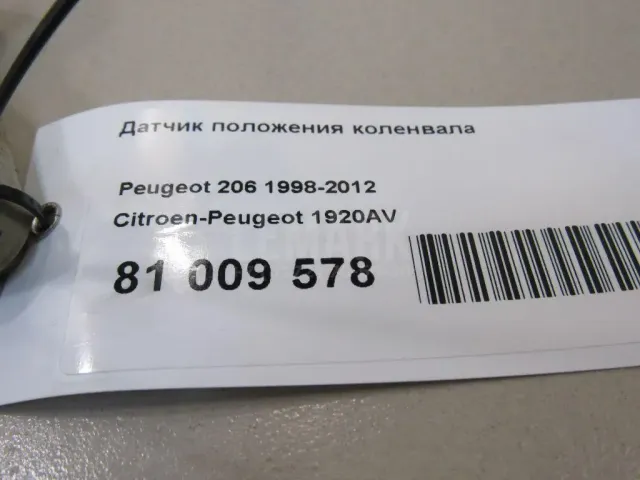 Датчик положения коленвала
Peugeot 206 1998-2012
Citroen-Peugeot 1920AV
81 009 578